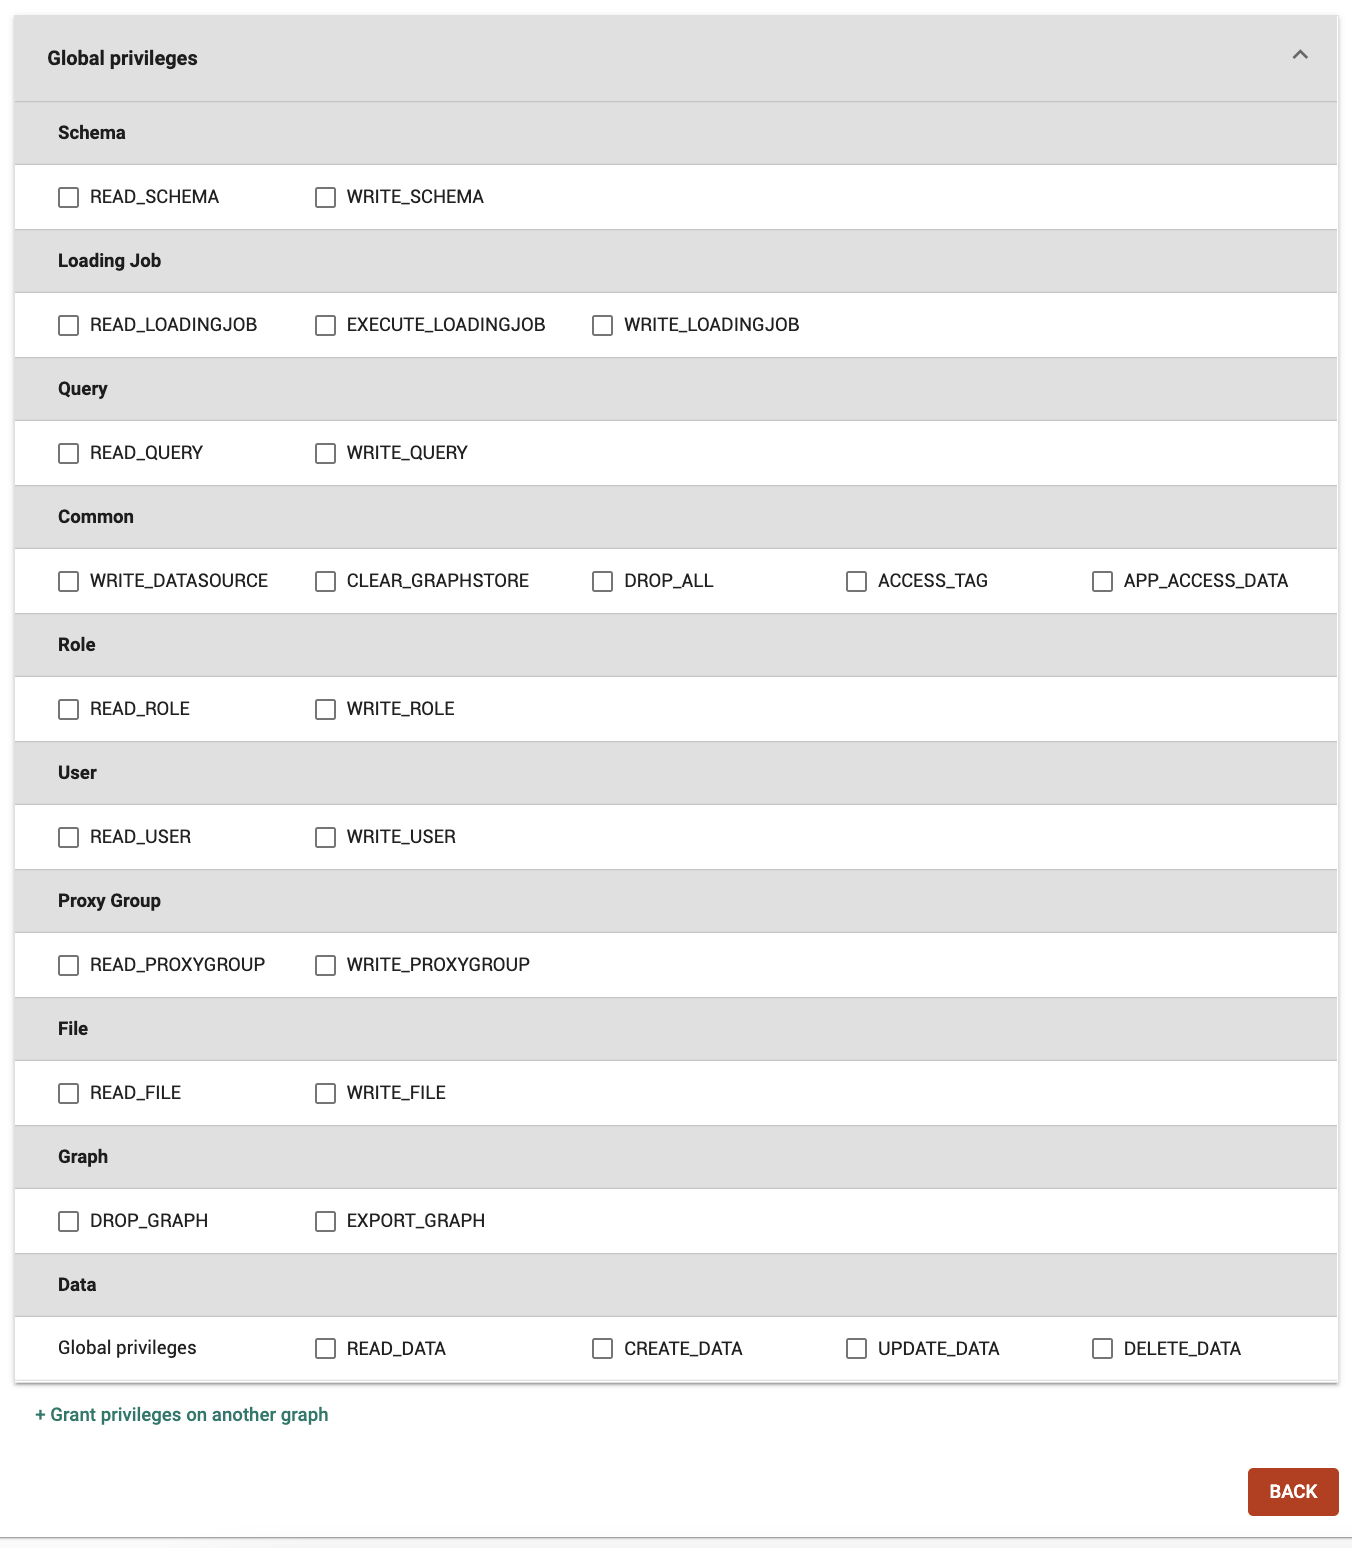 Global privileges
Schema
READ_SCHEMA WRITE_SCHEMA
Loading Job
READ_LOADINGJOB EXECUTE_LOADINGJOB WRITE_LOADINGJOB
Query
READ_QUERY WRITE_QUERY
Common
WRITE_DATASOURCE CLEAR_GRAPHSTORE DROP_ALL ACCESS_TAG APP_ACCESS_DATA
Role
READ_ROLE WRITE_ROLE
User
READ_USER WRITE_USER
Proxy Group
READ_PROXYGROUP WRITE_PROXYGROUP
File
READ_FILE WRITE_FILE
Graph
DROP_GRAPH EXPORT_GRAPH
Data
Global privileges READ_DATA CREATE_DATA UPDATE_DATA DELETE_DATA
+ Grant privileges on another graph
BACK